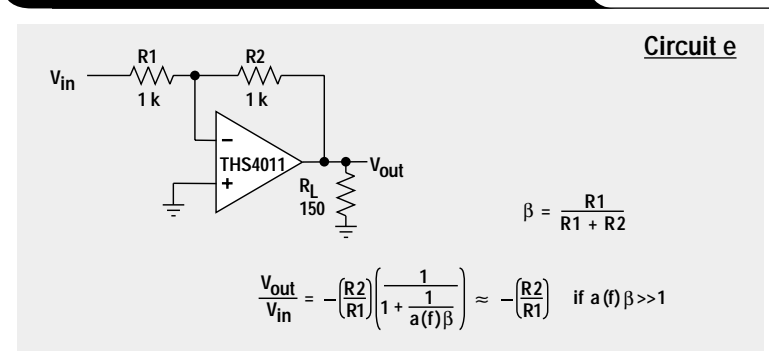 Circuit e
R1
R2
Vin
1 k
1 k
−
THS4011
+
Vout
RL
150
β = R1 / (R1 + R2)
Vout / Vin = −(R2 / R1) (1 / (1 + 1 / a(f)β)) ≈ −(R2 / R1) if a(f)β>>1